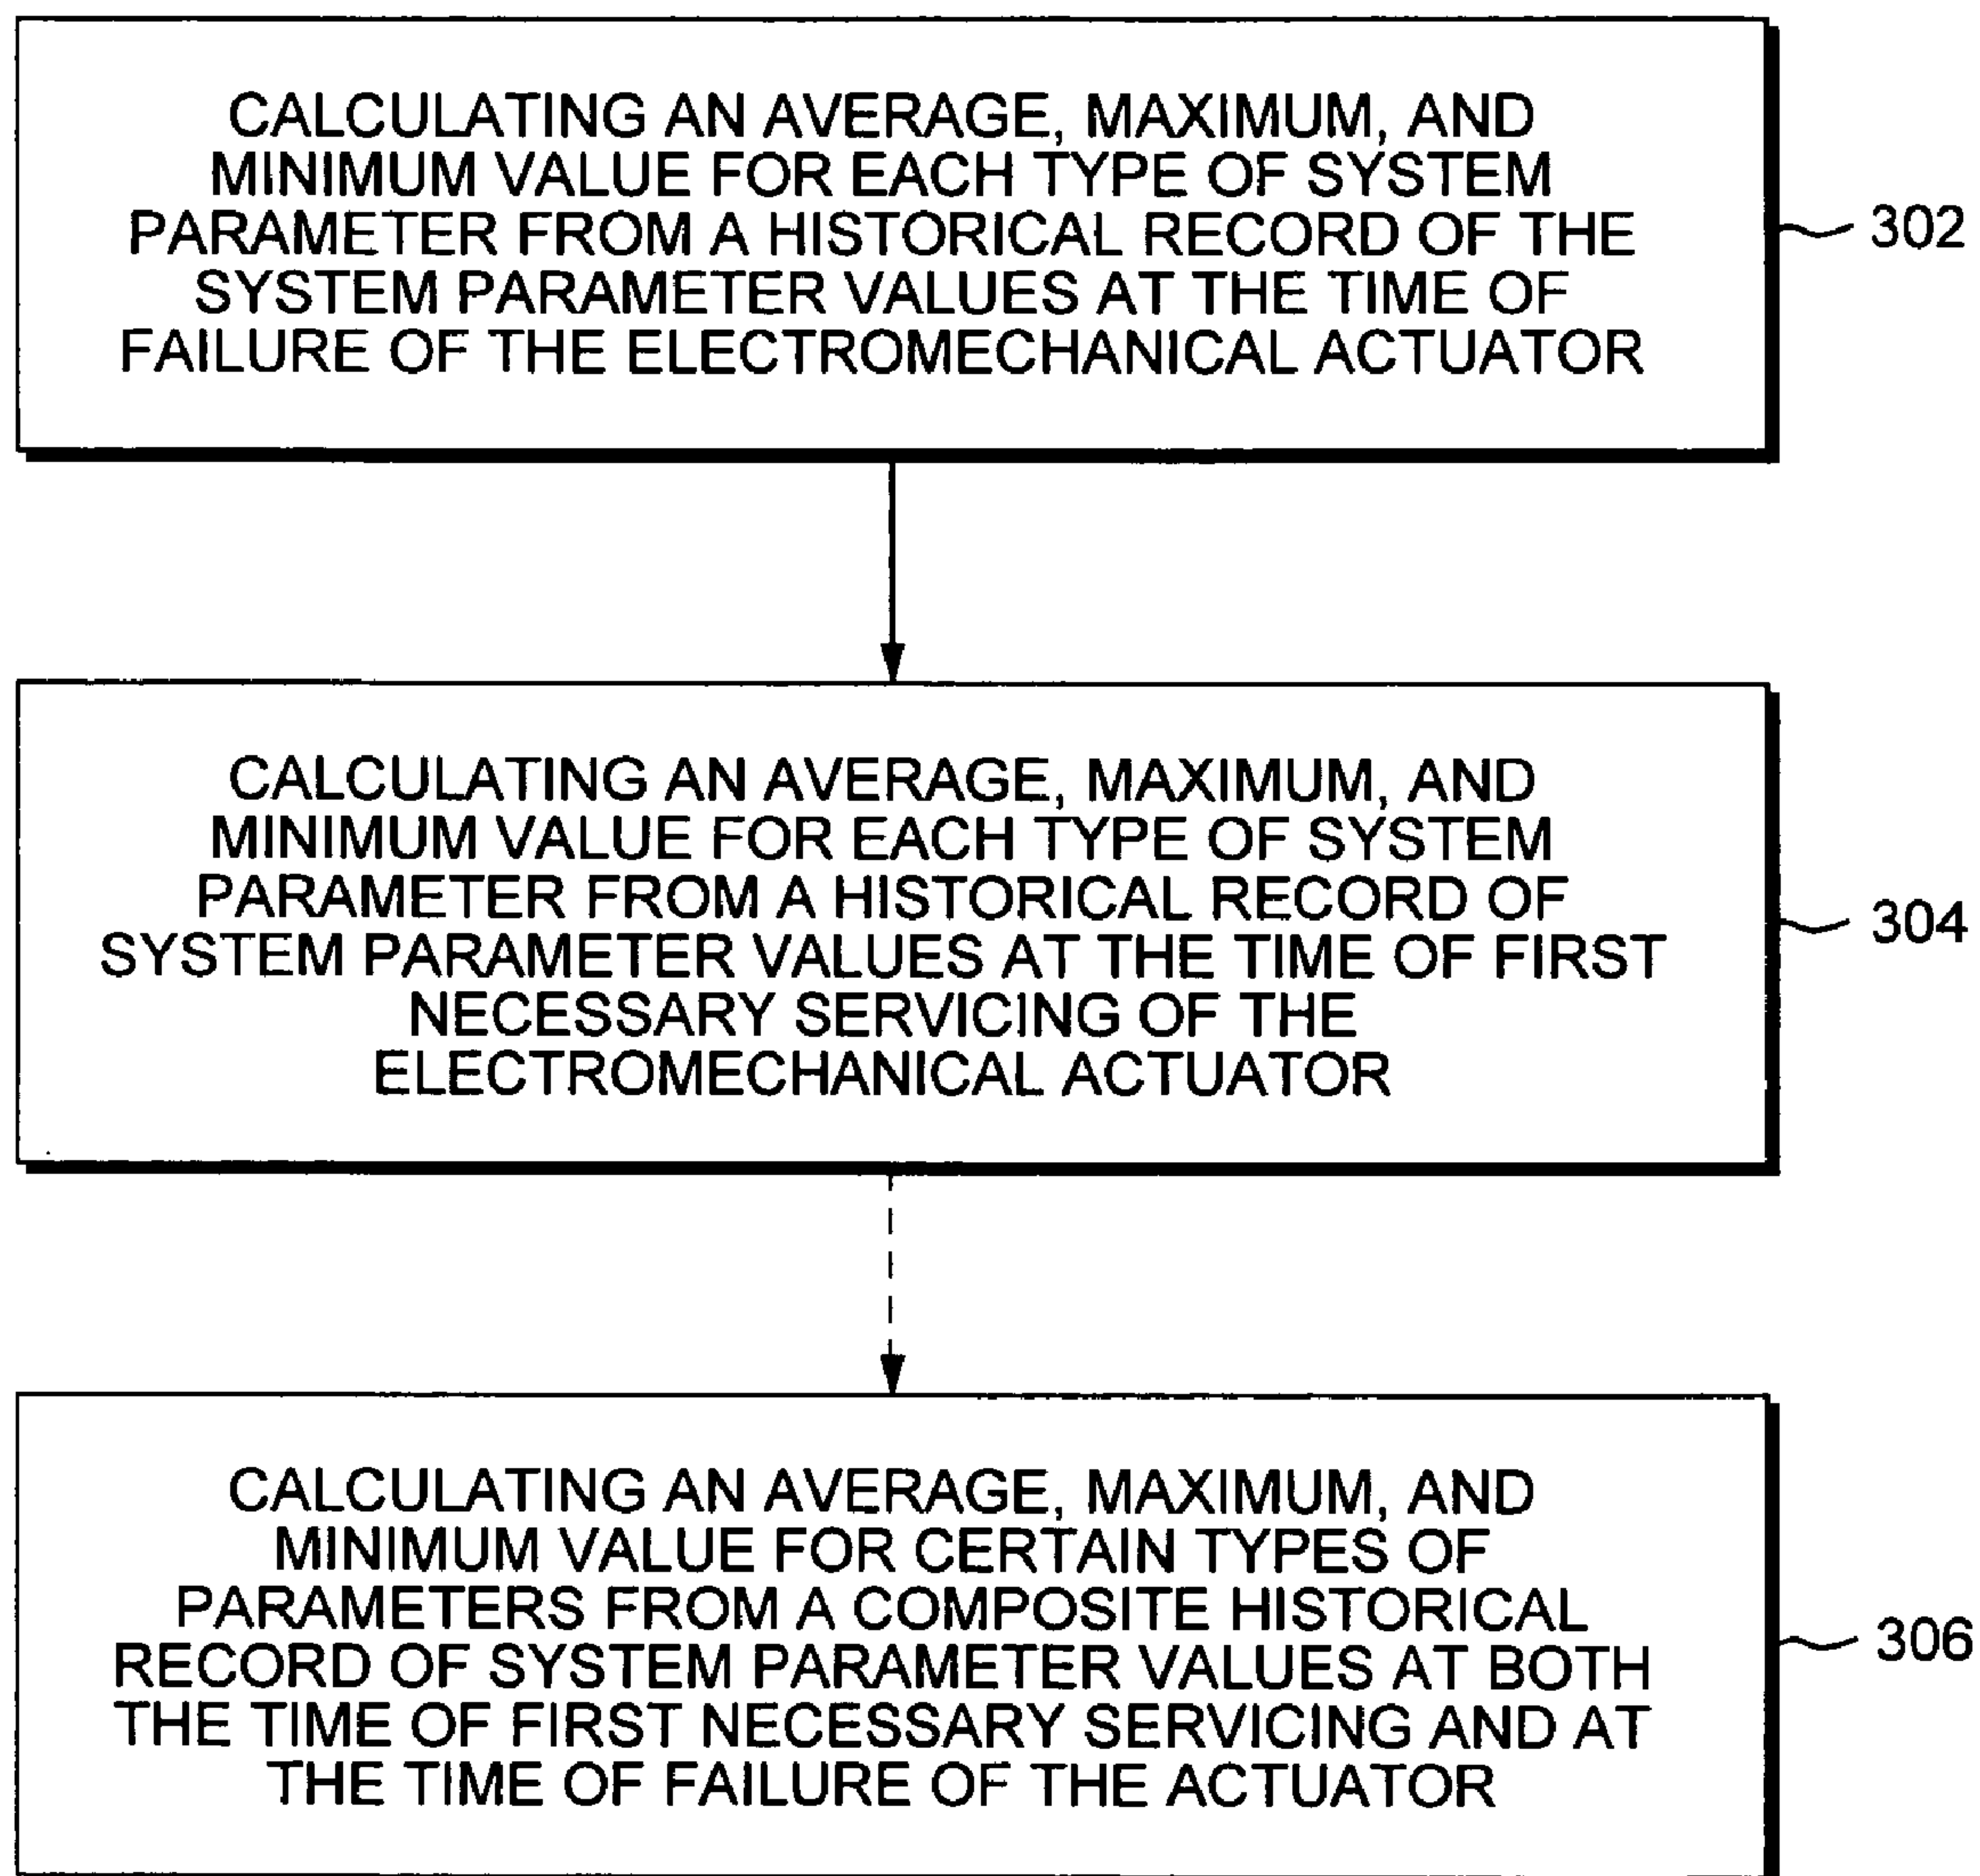 CALCULATING AN AVERAGE, MAXIMUM, AND
MINIMUM VALUE FOR EACH TYPE OF SYSTEM
PARAMETER FROM A HISTORICAL RECORD OF THE
SYSTEM PARAMETER VALUES AT THE TIME OF
FAILURE OF THE ELECTROMECHANICAL ACTUATOR
302
CALCULATING AN AVERAGE, MAXIMUM, AND
MINIMUM VALUE FOR EACH TYPE OF SYSTEM
PARAMETER FROM A HISTORICAL RECORD OF
SYSTEM PARAMETER VALUES AT THE TIME OF FIRST
NECESSARY SERVICING OF THE
ELECTROMECHANICAL ACTUATOR
304
CALCULATING AN AVERAGE, MAXIMUM, AND
MINIMUM VALUE FOR CERTAIN TYPES OF
PARAMETERS FROM A COMPOSITE HISTORICAL
RECORD OF SYSTEM PARAMETER VALUES AT BOTH
THE TIME OF FIRST NECESSARY SERVICING AND AT
THE TIME OF FAILURE OF THE ACTUATOR
306